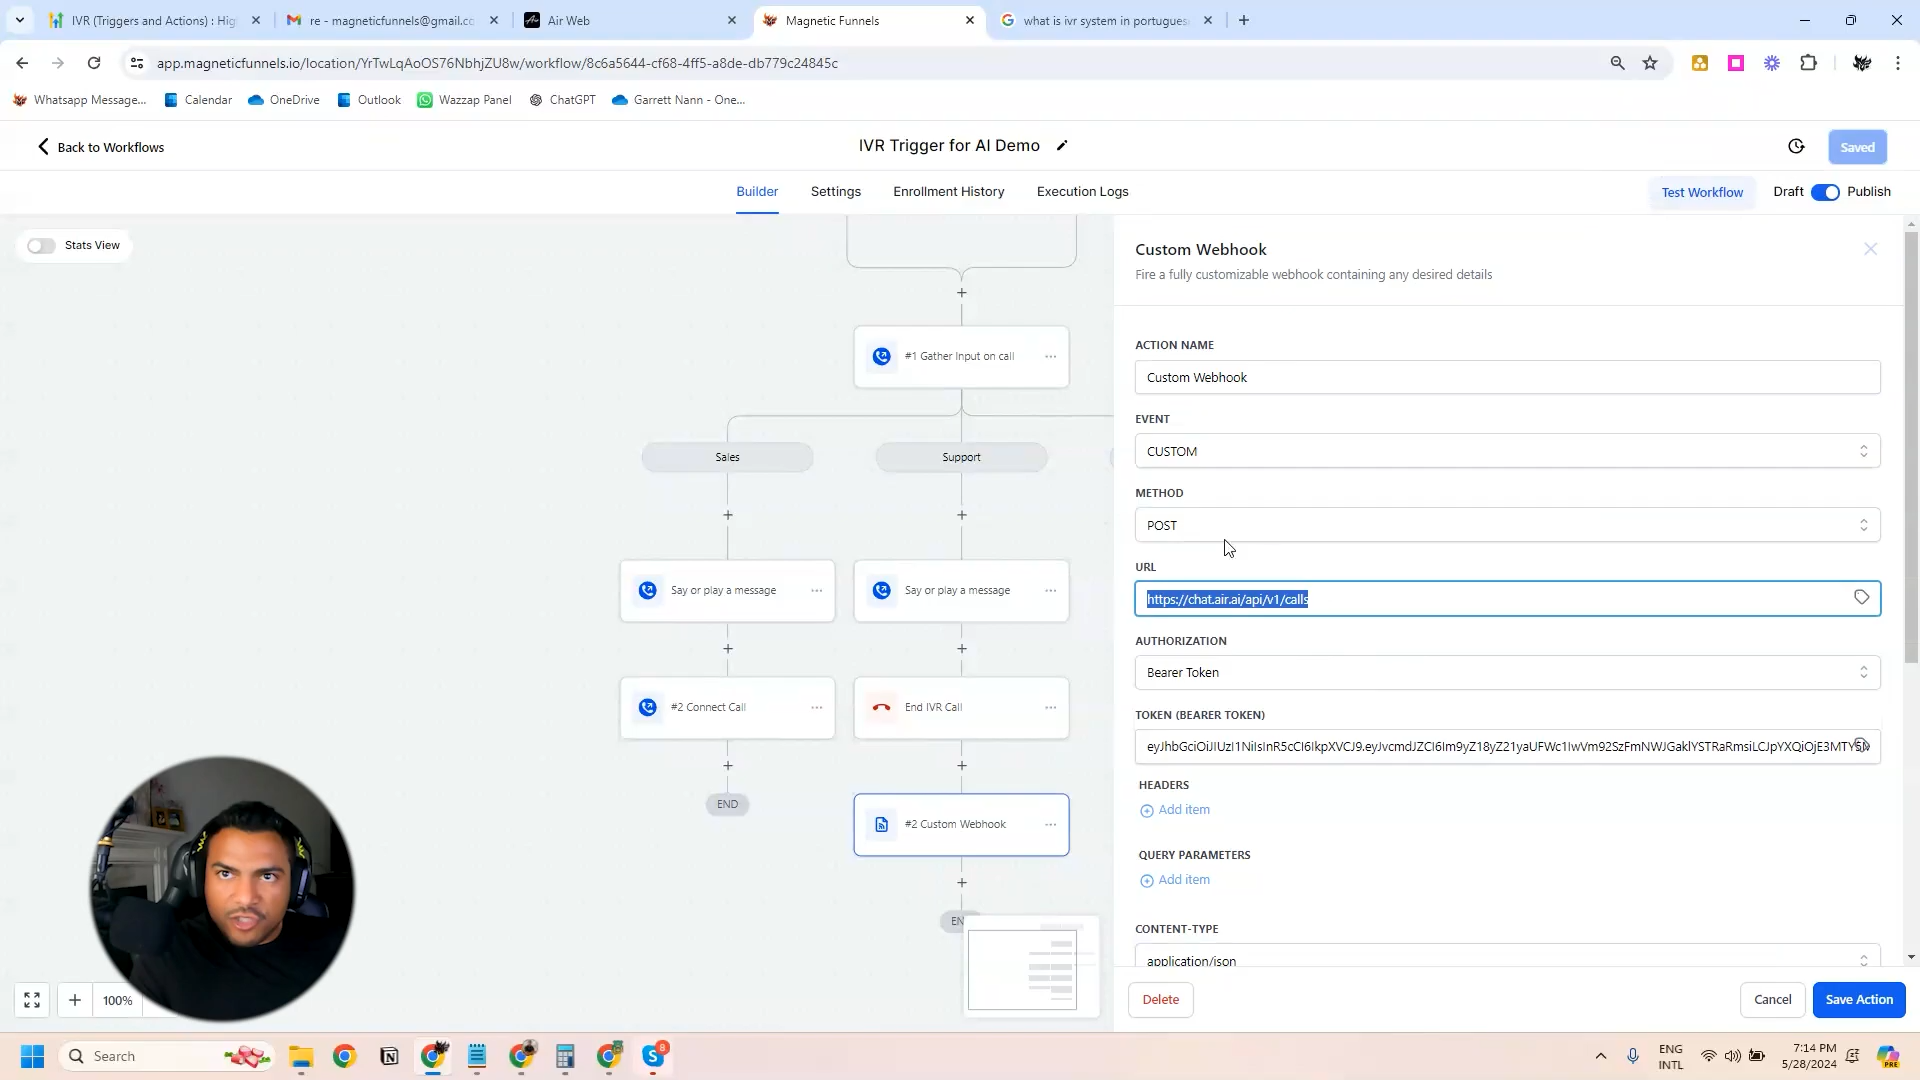 IVR (Triggers and Actions) : Hig
re - magneticfunnels@gmail.co
Air Web
Magnetic Funnels
what is ivr system in portugues
app.magneticfunnels.io/location/YrTwLqAoOS76NbhjZU8w/workflow/8c6a5644-cf68-4ff5-a8de-db779c24845c
Whatsapp Message...
Calendar
OneDrive
Outlook
Wazzap Panel
ChatGPT
Garrett Nann - One...
Back to Workflows
IVR Trigger for AI Demo
Saved
Builder
Settings
Enrollment History
Execution Logs
Test Workflow
Draft
Publish
Stats View
#1 Gather Input on call
Sales
Support
Say or play a message
Say or play a message
#2 Connect Call
End IVR Call
END
#2 Custom Webhook
EN
100%
Custom Webhook
Fire a fully customizable webhook containing any desired details
ACTION NAME
Custom Webhook
EVENT
CUSTOM
METHOD
POST
URL
https://chat.air.ai/api/v1/calls
AUTHORIZATION
Bearer Token
TOKEN (BEARER TOKEN)
HEADERS
Add item
QUERY PARAMETERS
Add item
CONTENT-TYPE
application/json
Delete
Cancel
Save Action
Search
8
ENG
INTL
7:14 PM
5/28/2024
PRE